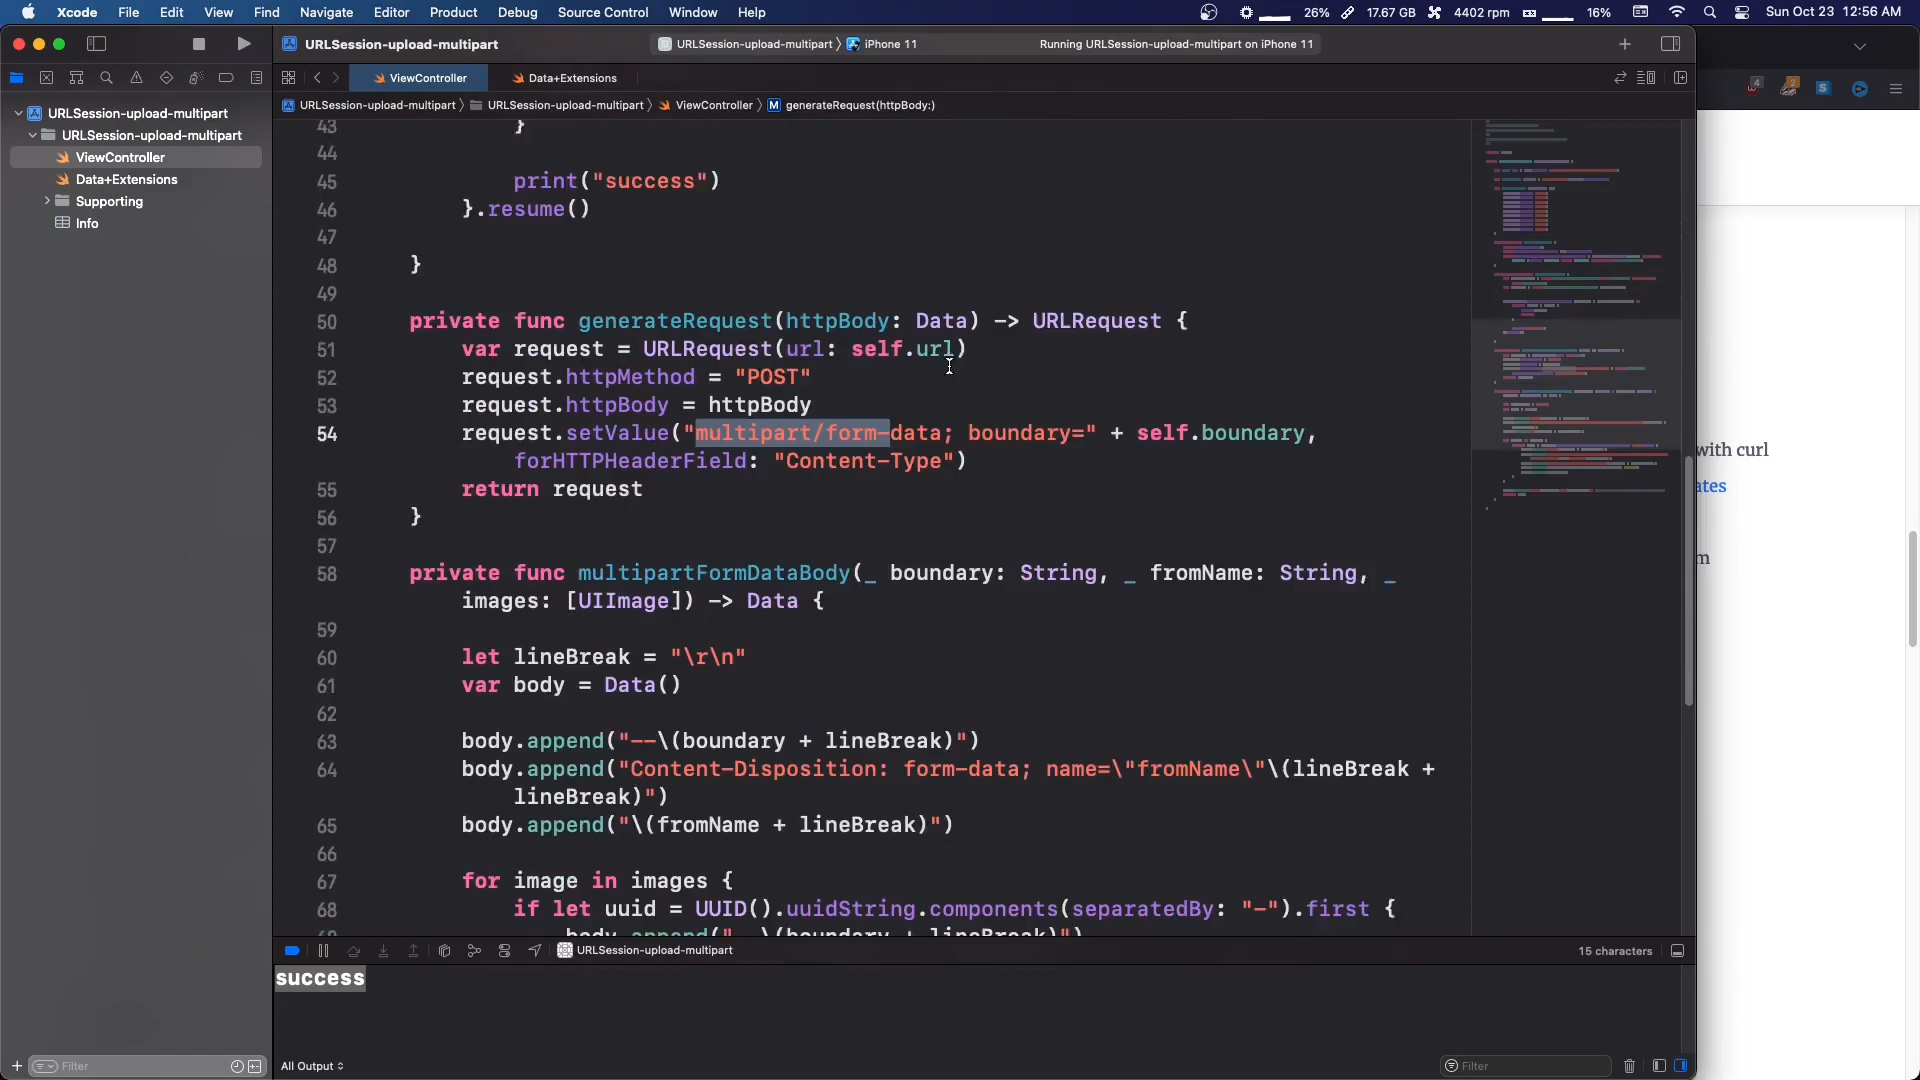 Xcode File Edit View Find Navigate Editor Product Debug Source Control Window Help
26% 17.67 GB 4402 rpm 16% Sun Oct 23 12:56 AM
URLSession-upload-multipart
URLSession-upload-multipart iPhone 11
Running URLSession-upload-multipart on iPhone 11
ViewController
Data+Extensions
URLSession-upload-multipart URLSession-upload-multipart ViewController M generateRequest(httpBody:)
URLSession-upload-multipart
URLSession-upload-multipart
ViewController
Data+Extensions
Supporting
Info
43 }
44
45 print("success")
46 }.resume()
47
48 }
49
50 private func generateRequest(httpBody: Data) -> URLRequest {
51 var request = URLRequest(url: self.url)
52 request.httpMethod = "POST"
53 request.httpBody = httpBody
54 request.setValue("multipart/form-data; boundary=" + self.boundary,
forHTTPHeaderField: "Content-Type")
55 return request
56 }
57
58 private func multipartFormDataBody(_ boundary: String, _ fromName: String, _
images: [UIImage]) -> Data {
59
60 let lineBreak = "\r\n"
61 var body = Data()
62
63 body.append("--\(boundary + lineBreak)")
64 body.append("Content-Disposition: form-data; name=\"fromName\"\(lineBreak +
lineBreak)")
65 body.append("\(fromName + lineBreak)")
66
67 for image in images {
68 if let uuid = UUID().uuidString.components(separatedBy: "-").first {
body.append("--\(boundary + lineBreak)")
4 2 S
with curl
ates
m
URLSession-upload-multipart
15 characters
success
Filter
All Output
Filter